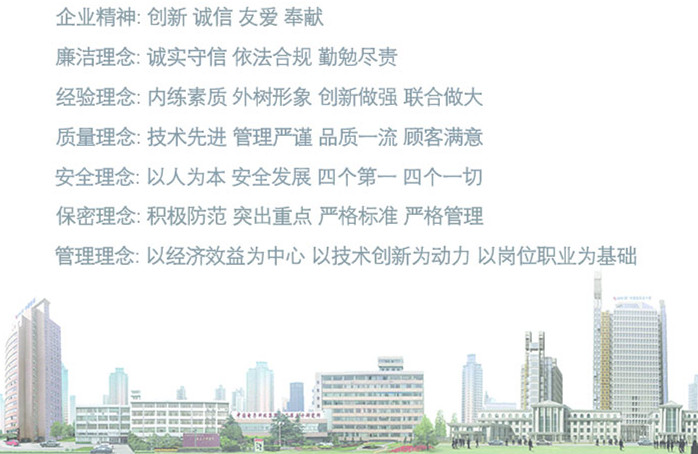 企业精神: 创新 诚信 友爱 奉献
廉洁理念: 诚实守信 依法合规 勤勉尽责
经验理念: 内练素质 外树形象 创新做强 联合做大
质量理念: 技术先进 管理严谨 品质一流 顾客满意
安全理念: 以人为本 安全发展 四个第一 四个一切
保密理念: 积极防范 突出重点 严格标准 严格管理
管理理念: 以经济效益为中心 以技术创新为动力 以岗位职业为基础